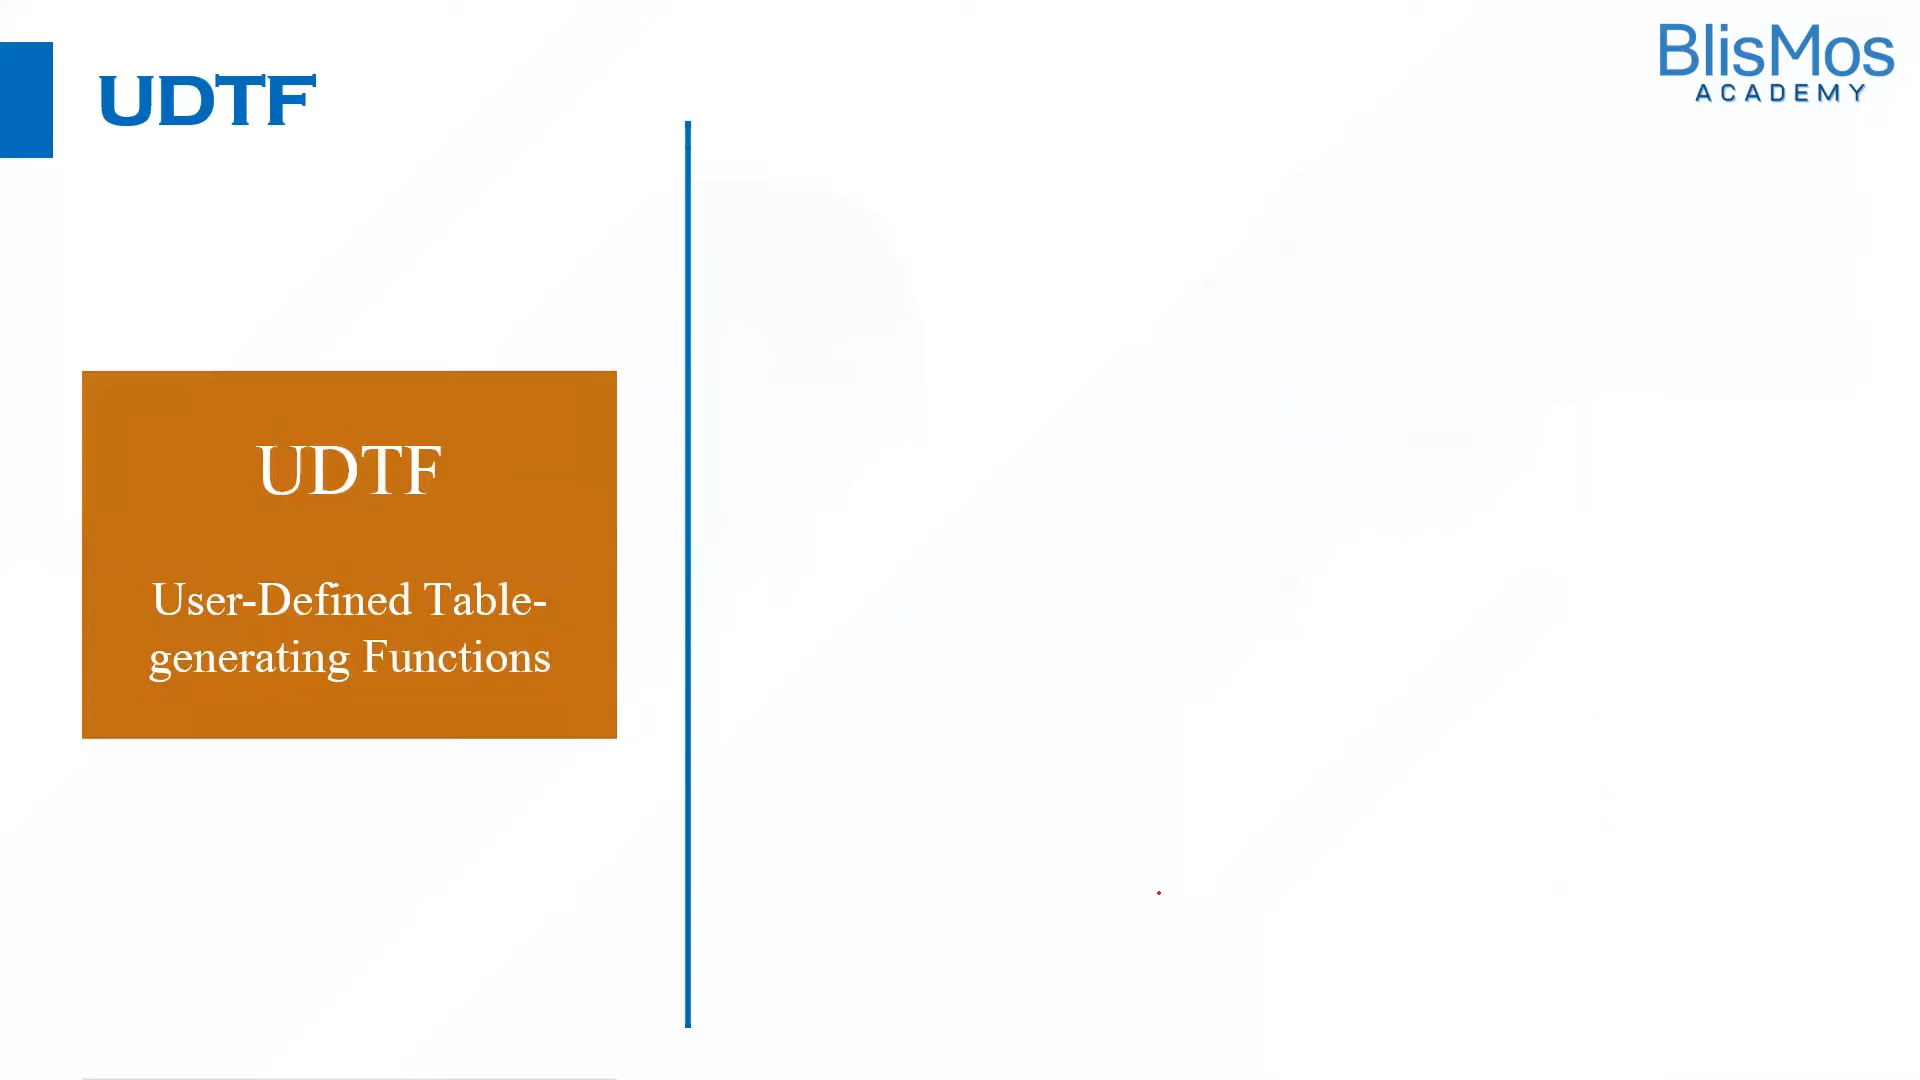 UDTF
BlisMos
ACADEMY
UDTF
User-Defined Table-
generating Functions